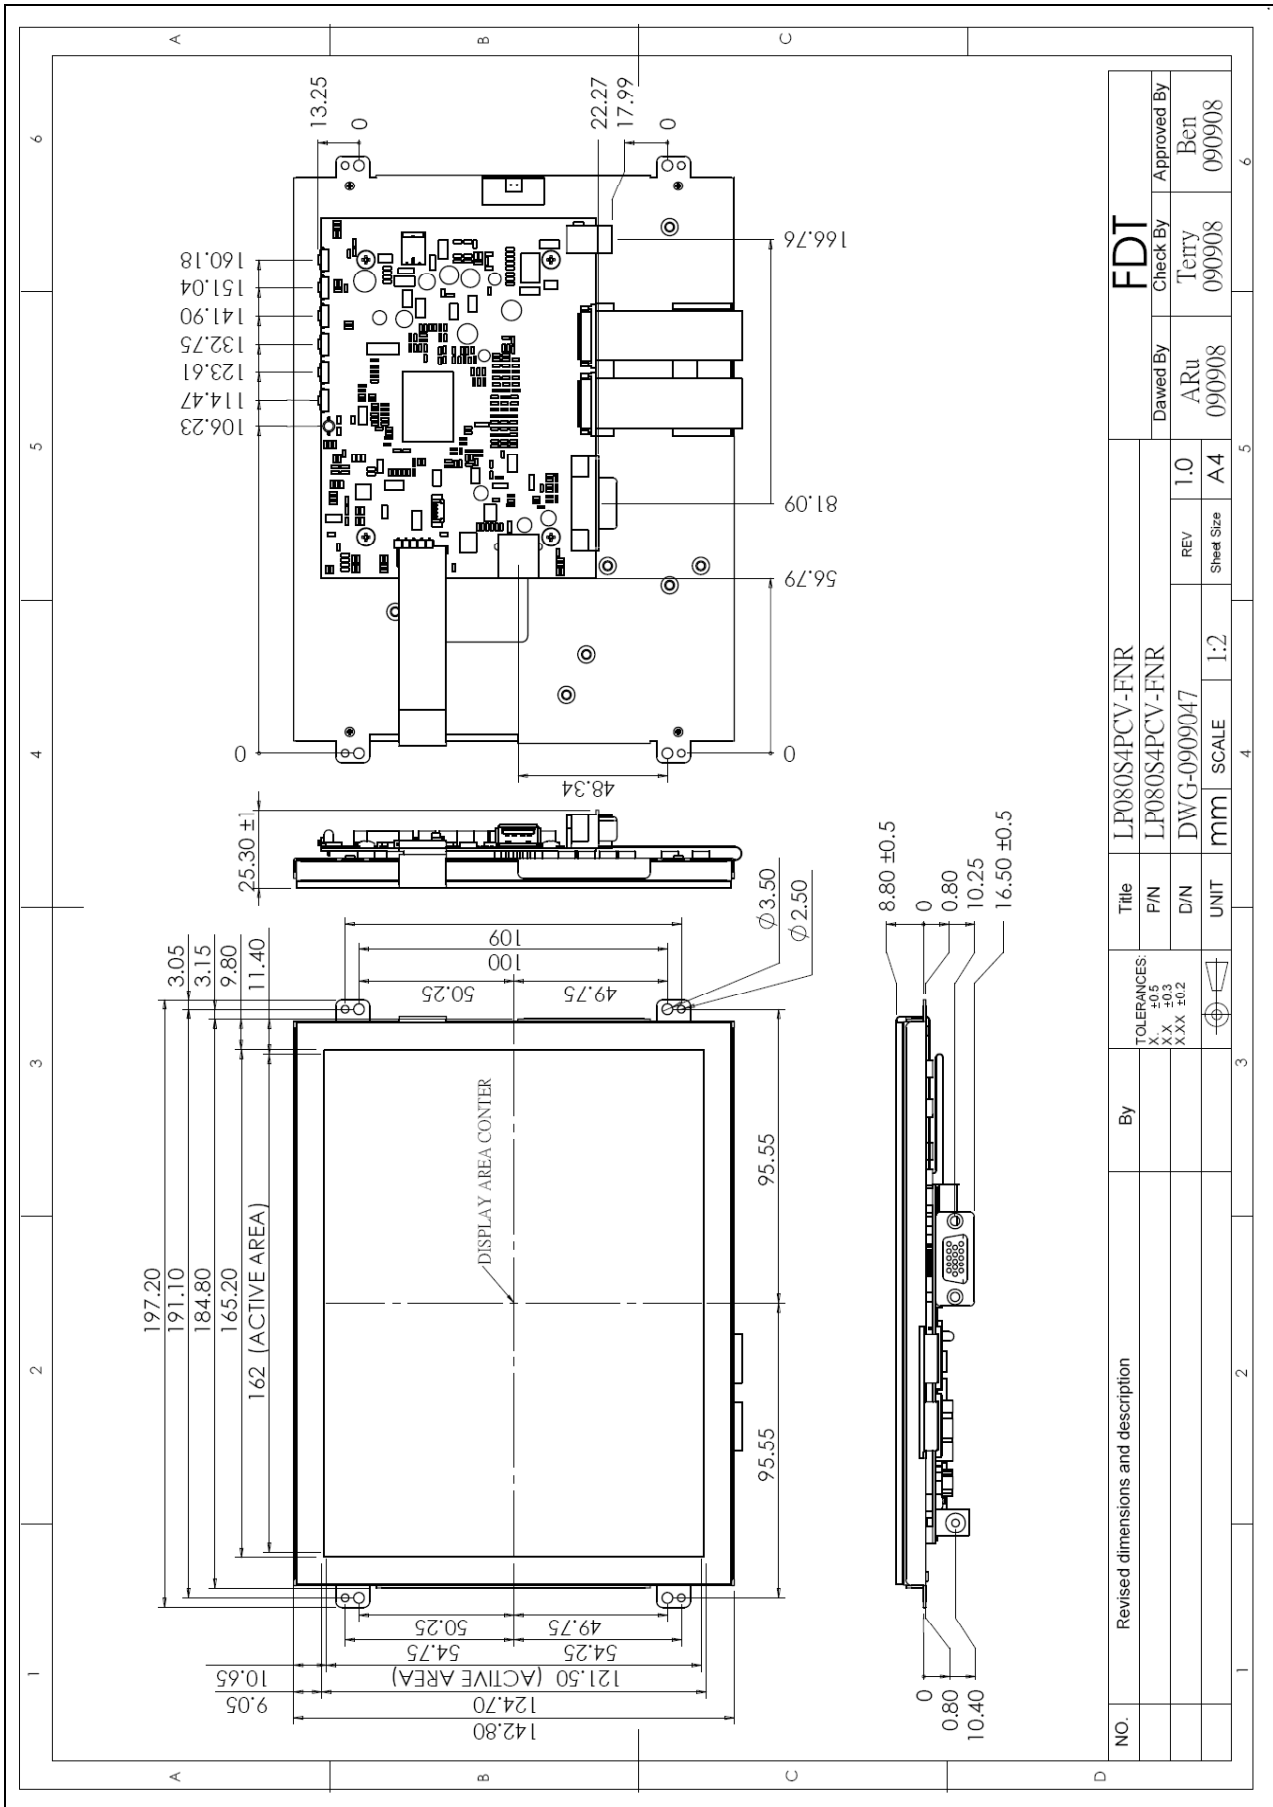 A
B
C
6
5
4
3
2
1
13.25
0
22.27
17.99
0
160.18
151.04
141.90
132.75
123.61
114.47
106.23
0
166.76
81.09
56.79
0
48.34
25.30 ±1
109
100
50.25
49.75
Ø3.50
Ø2.50
3.05
3.15
9.80
11.40
197.20
191.10
184.80
165.20
162 (ACTIVE AREA)
DISPLAY AREA CONTER
95.55
95.55
50.25
49.75
54.75
54.25
121.50 (ACTIVE AREA)
124.70
142.80
10.65
9.05
8.80 ±0.5
0
0.80
10.25
16.50 ±0.5
0
0.80
10.40
FDT
Dawed By
Check By
Approved By
ARu
Terry
Ben
090908
090908
090908
Title
LP080S4PCV-FNR
P/N
LP080S4PCV-FNR
D/N
DWG-0909047
REV
1.0
UNIT
mm
SCALE
1:2
Sheet Size
A4
TOLERANCES:
X. ±0.5
X.X ±0.3
X.XX ±0.2
NO.
Revised dimensions and description
By
A
B
C
D
6
5
4
3
2
1